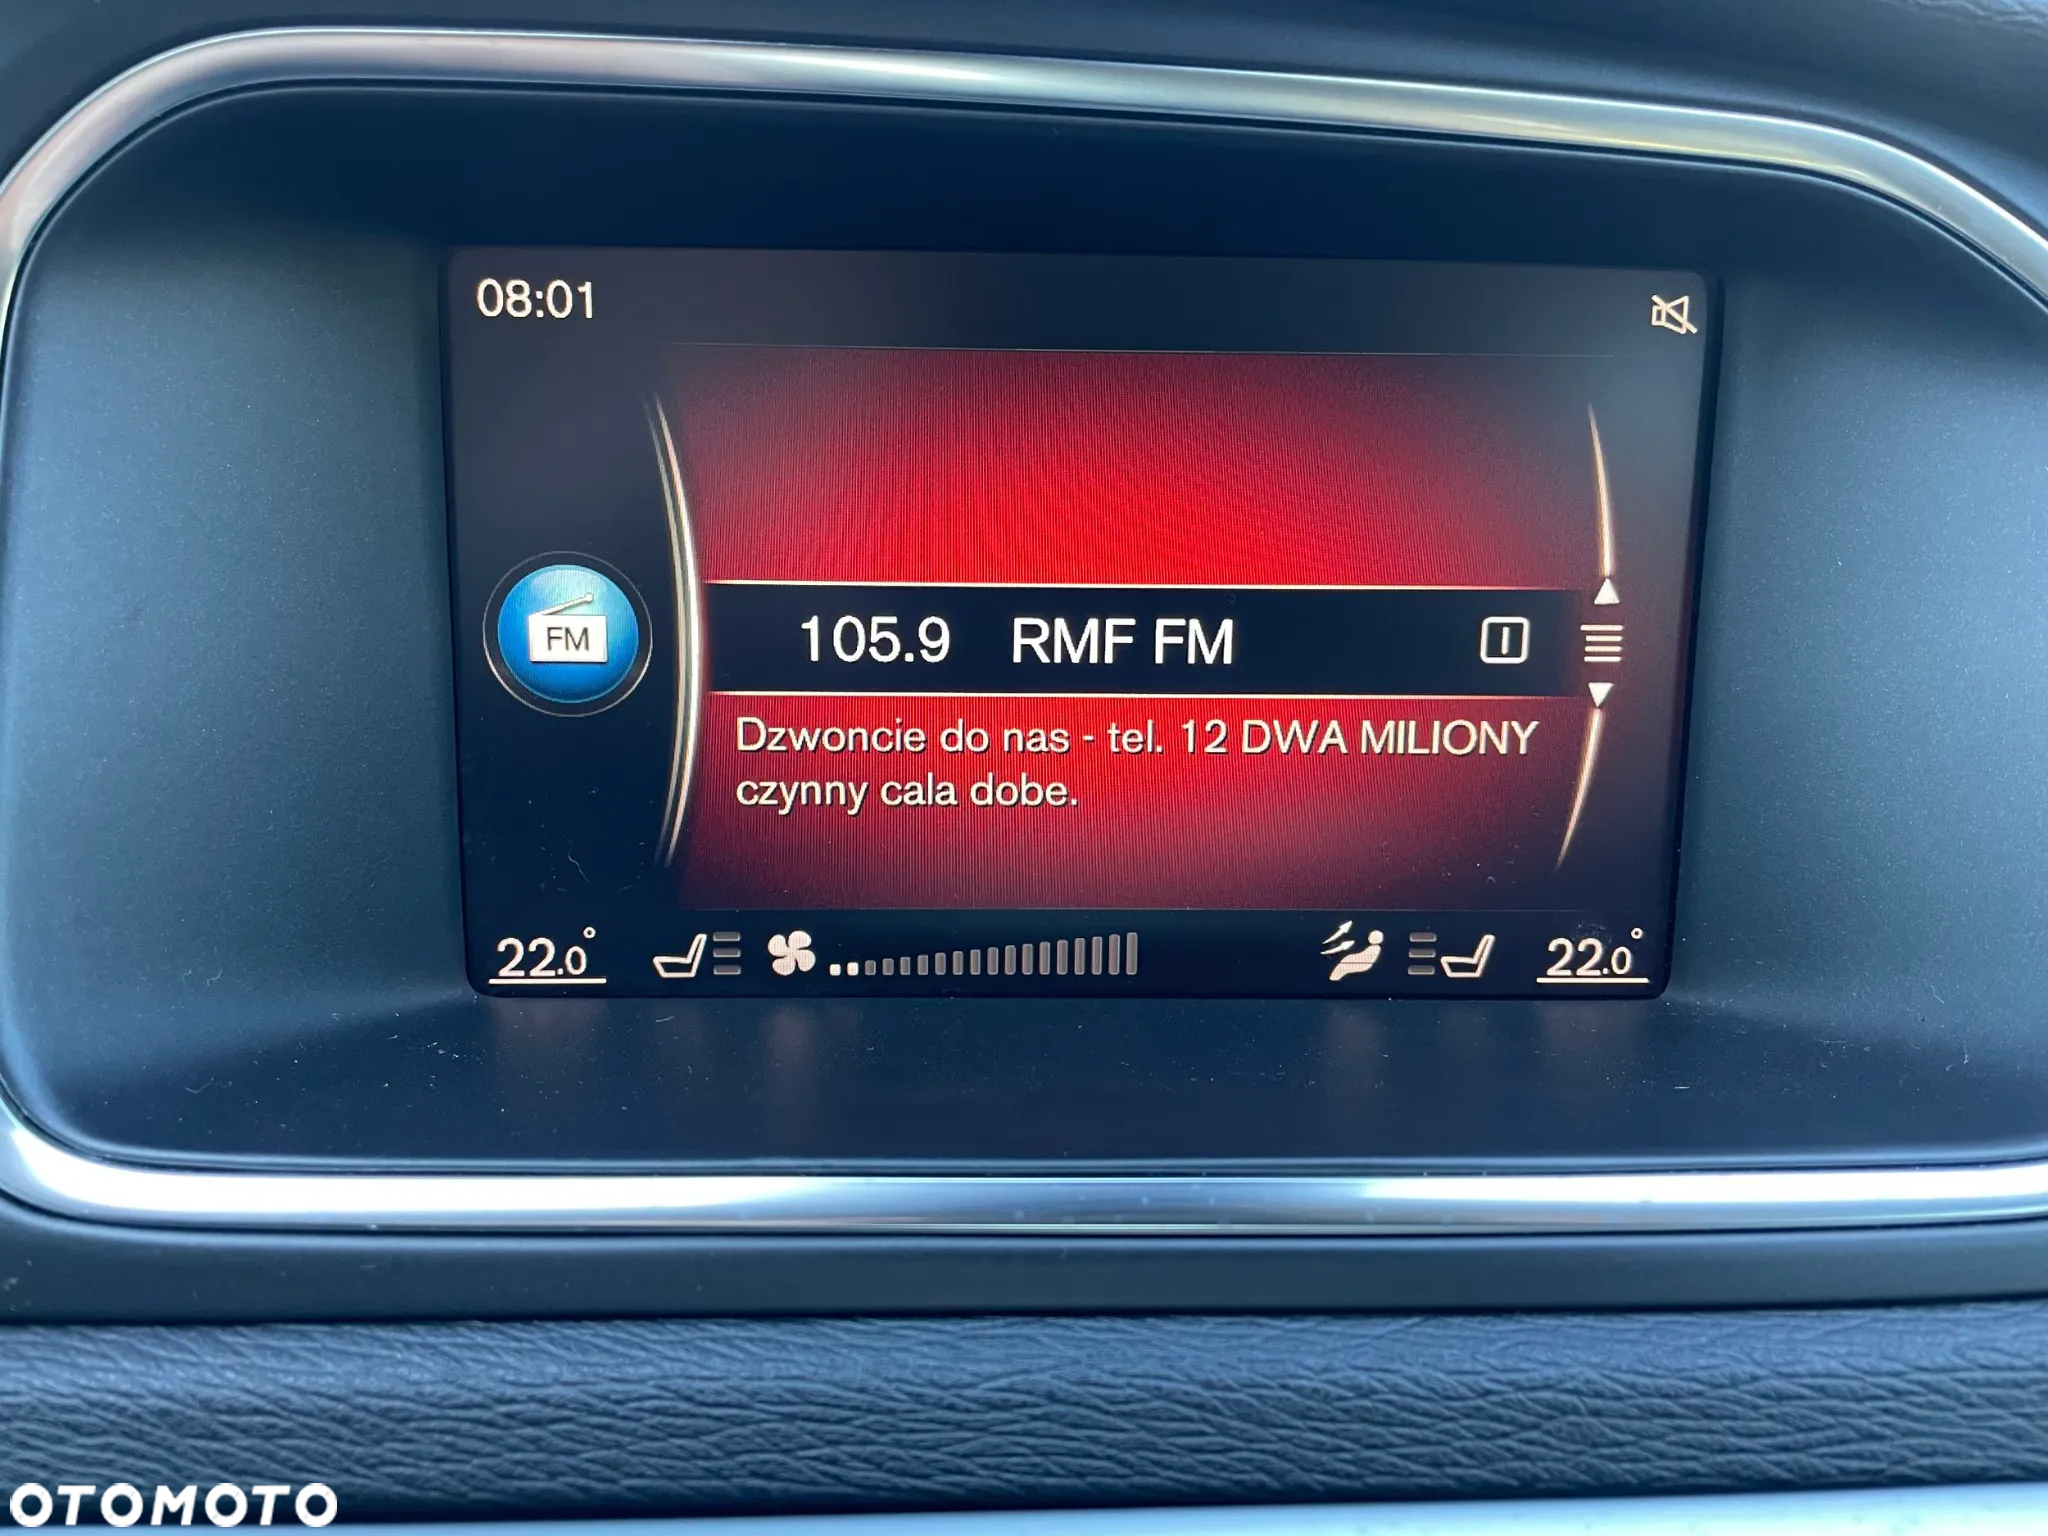 08:01
FM
105.9 RMF FM
Dzwoncie do nas - tel. 12 DWA MILIONY
czynny cala dobe.
22.0° 22.0°
OTOMOTO